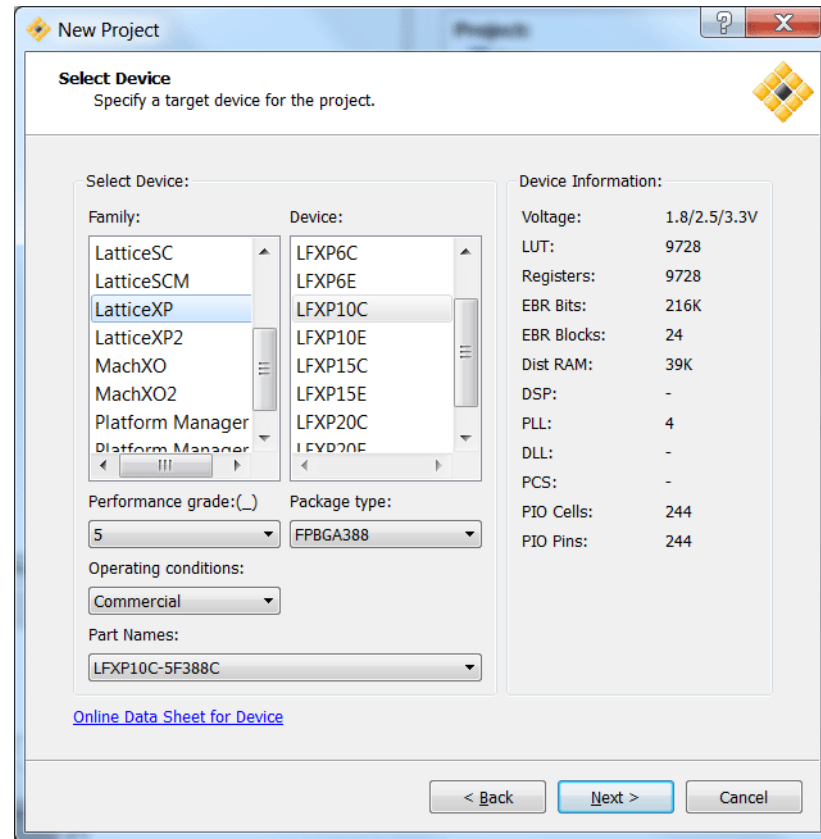 New Project
Projects
Select Device
Specify a target device for the project.
Select Device:
Family:
LatticeSC
LatticeSCM
LatticeXP
LatticeXP2
MachXO
MachXO2
Platform Manager
Platform Manager
Device:
LFXP6C
LFXP6E
LFXP10C
LFXP10E
LFXP15C
LFXP15E
LFXP20C
LFXP20E
Performance grade:(_)
5
Package type:
FPBGA388
Operating conditions:
Commercial
Part Names:
LFXP10C-5F388C
Device Information:
Voltage: 1.8/2.5/3.3V
LUT: 9728
Registers: 9728
EBR Bits: 216K
EBR Blocks: 24
Dist RAM: 39K
DSP: -
PLL: 4
DLL: -
PCS: -
PIO Cells: 244
PIO Pins: 244
Online Data Sheet for Device
< Back
Next >
Cancel